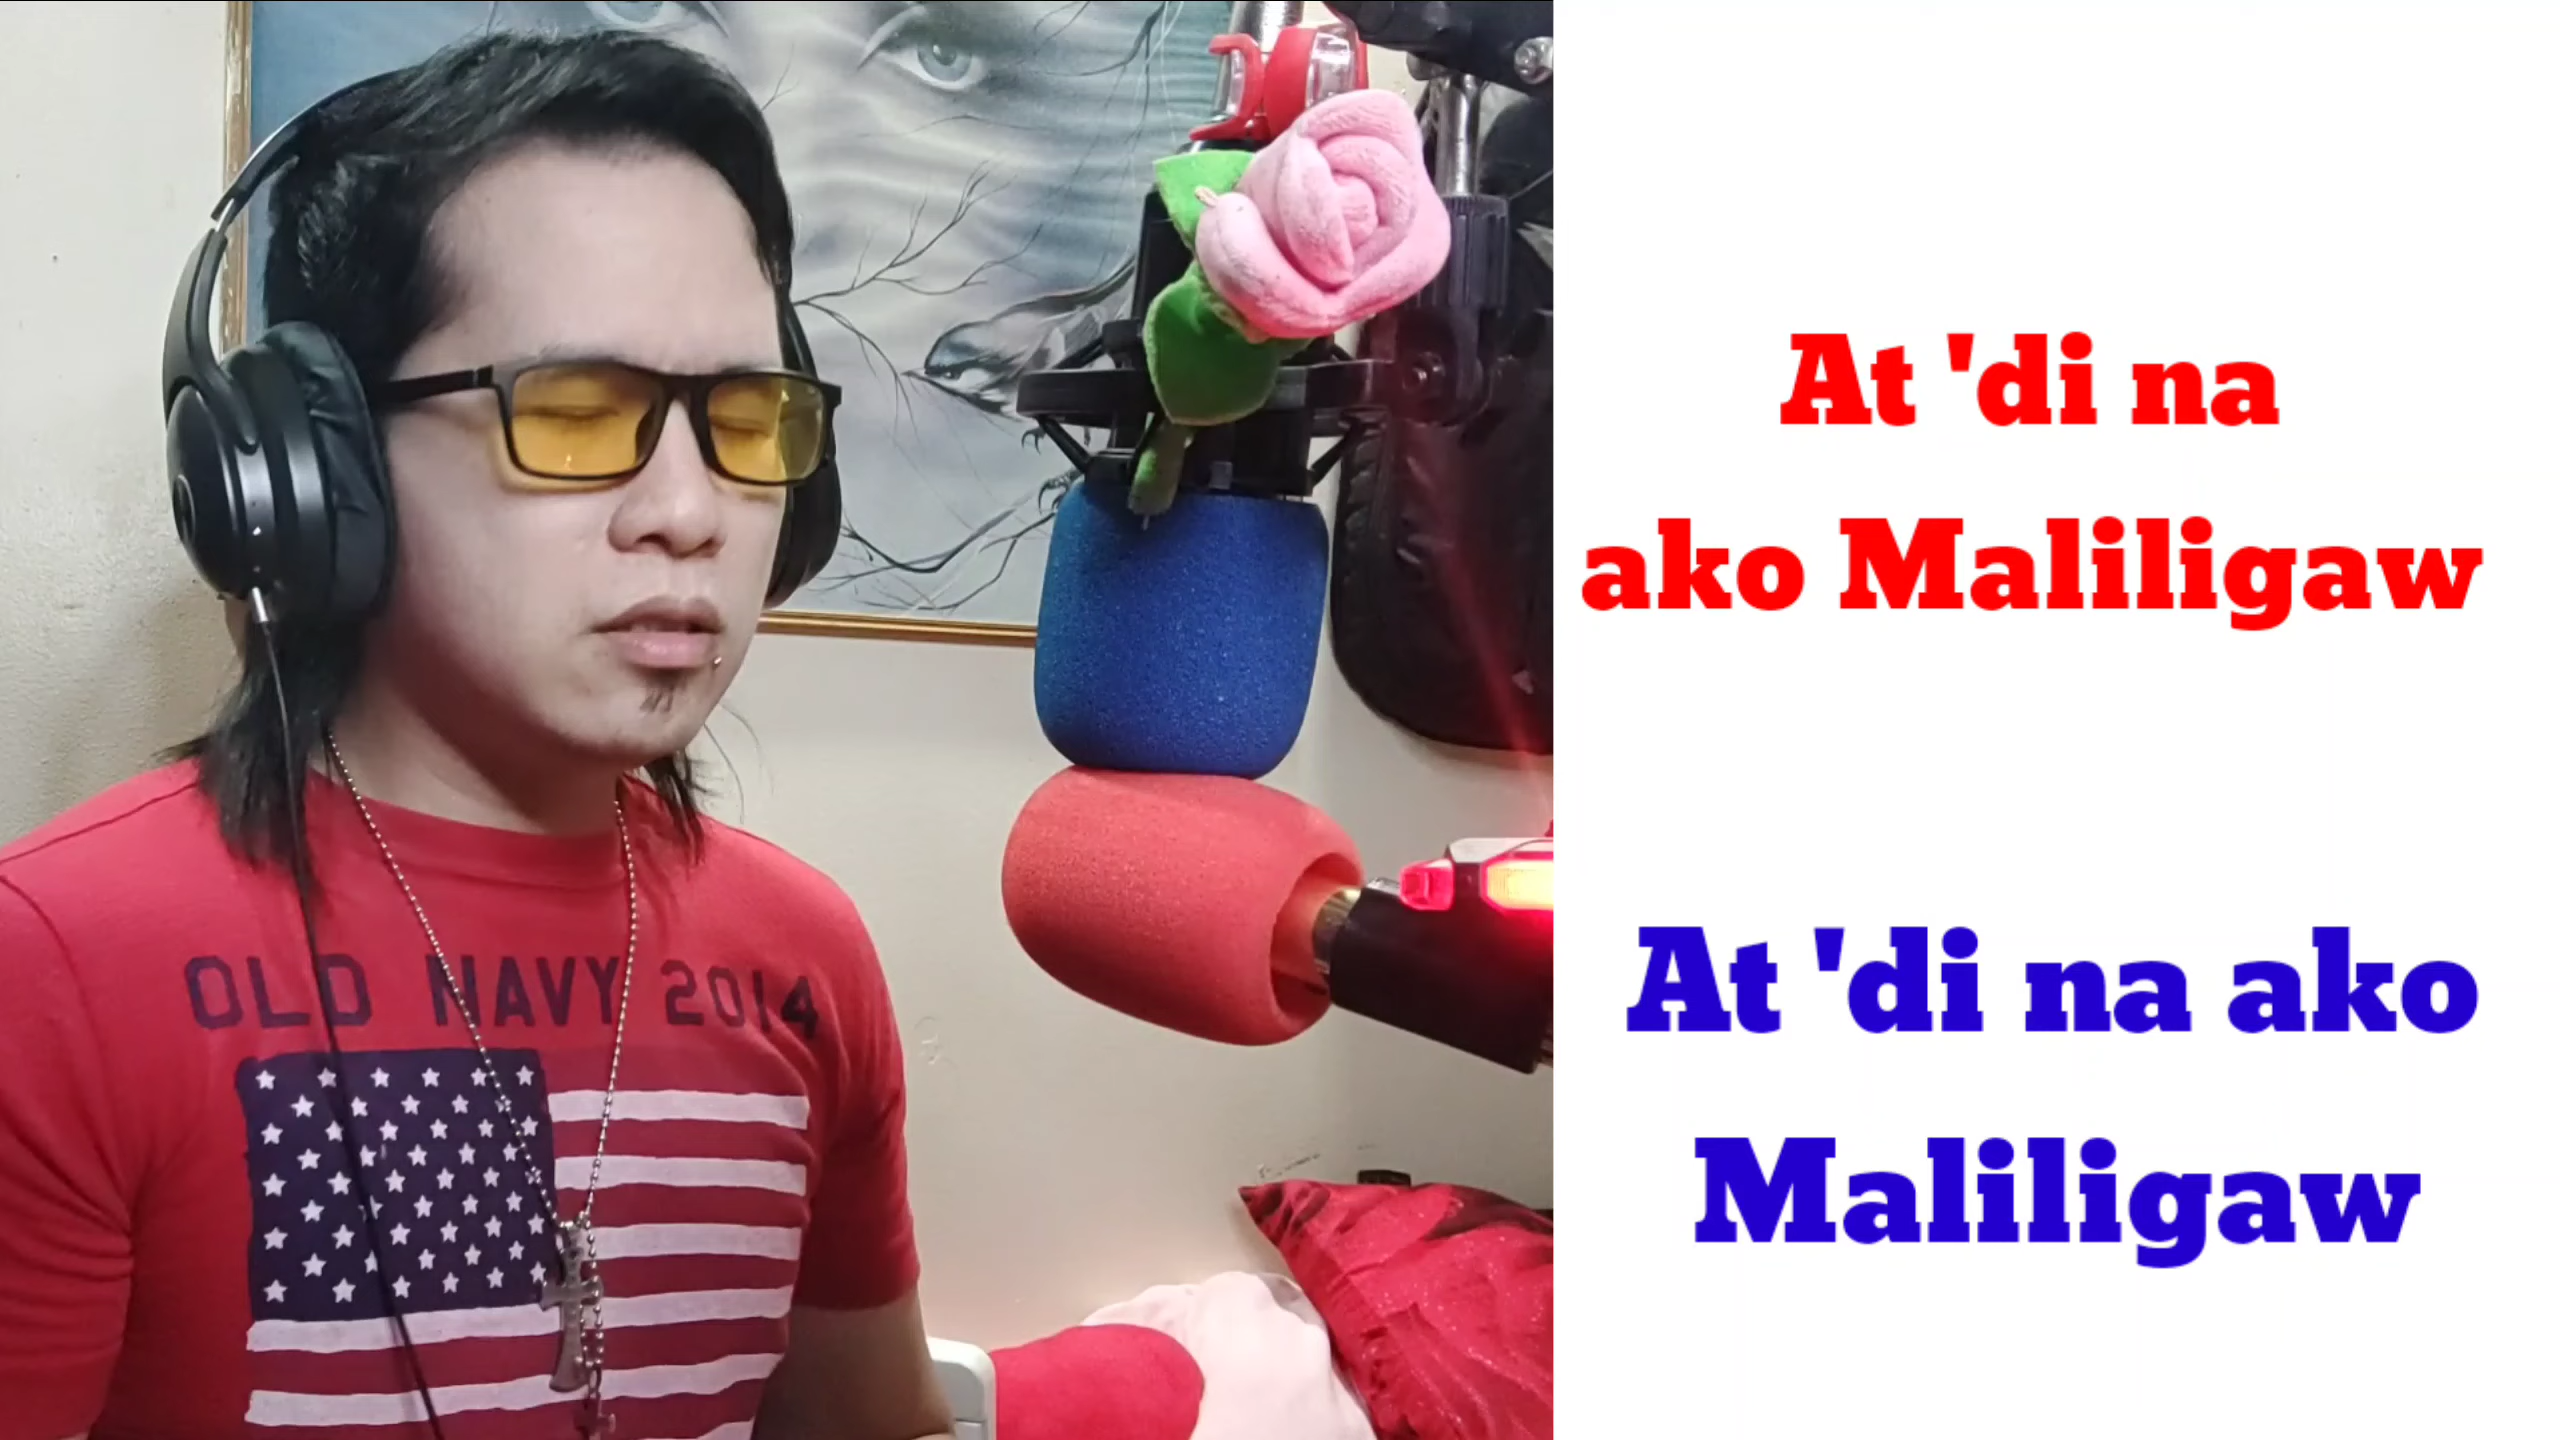 OLD NAVY 2014
At 'di na
ako Maliligaw
At 'di na ako
Maliligaw